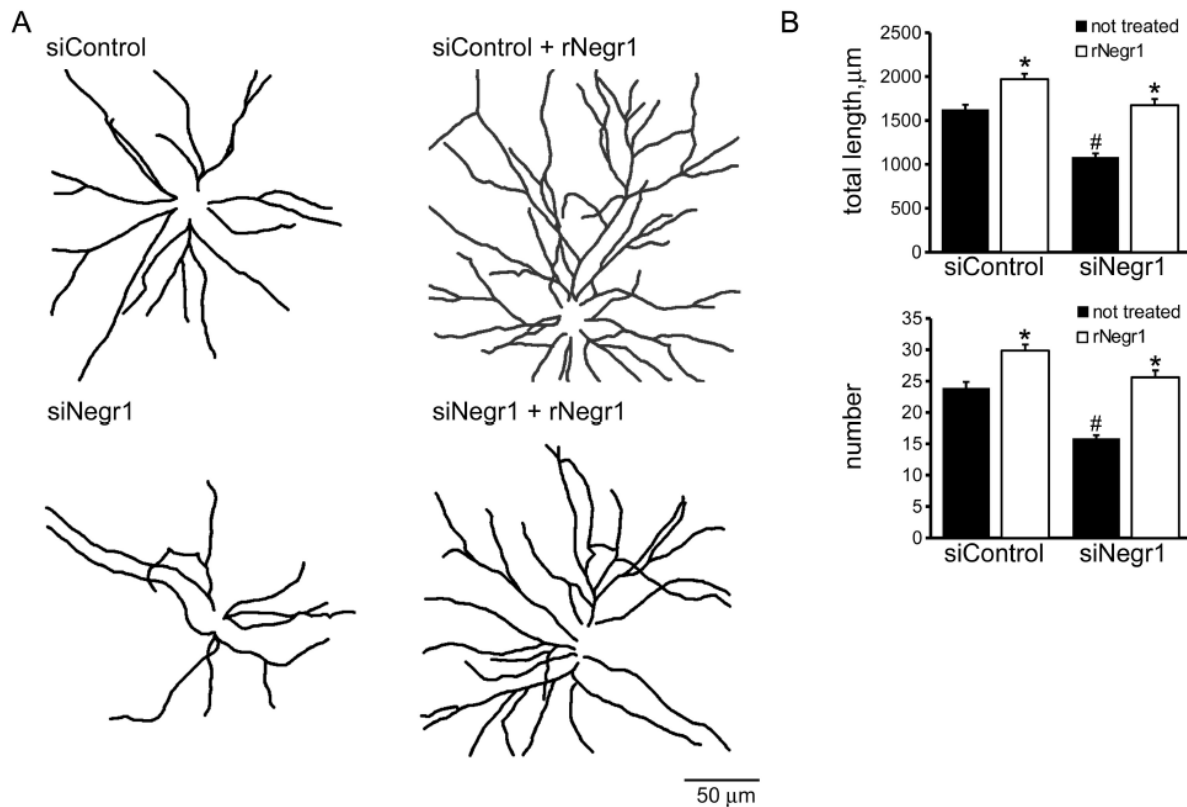 A
siControl
siControl + rNegr1
siNegr1
siNegr1 + rNegr1
50 μm
B
not treated
rNegr1
total length,μm
2500
2000
1500
1000
500
0
*
#
*
siControl
siNegr1
not treated
rNegr1
number
35
30
25
20
15
10
5
0
*
#
*
siControl
siNegr1